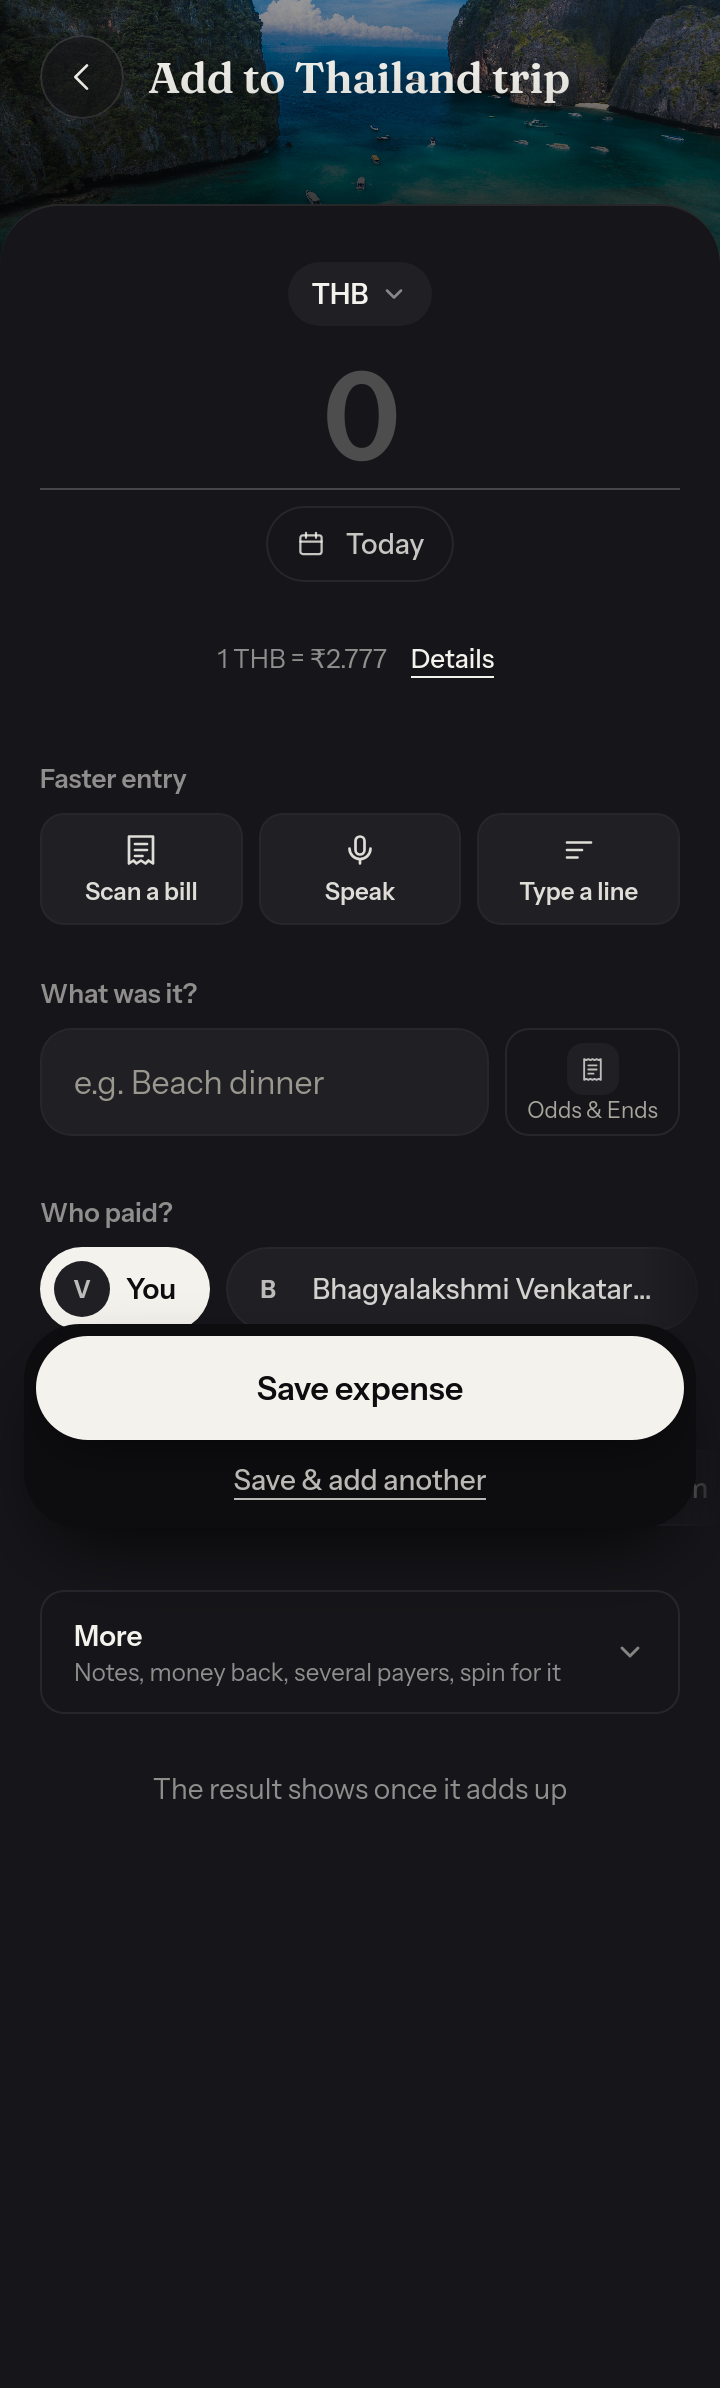 Add to Thailand trip
THB
0
Today
1 THB = ₹2.777 Details
Faster entry
Scan a bill
Speak
Type a line
What was it?
e.g. Beach dinner
Odds & Ends
Who paid?
V You
B Bhagyalakshmi Venkatar...
Save expense
Save & add another
n
More
Notes, money back, several payers, spin for it
The result shows once it adds up